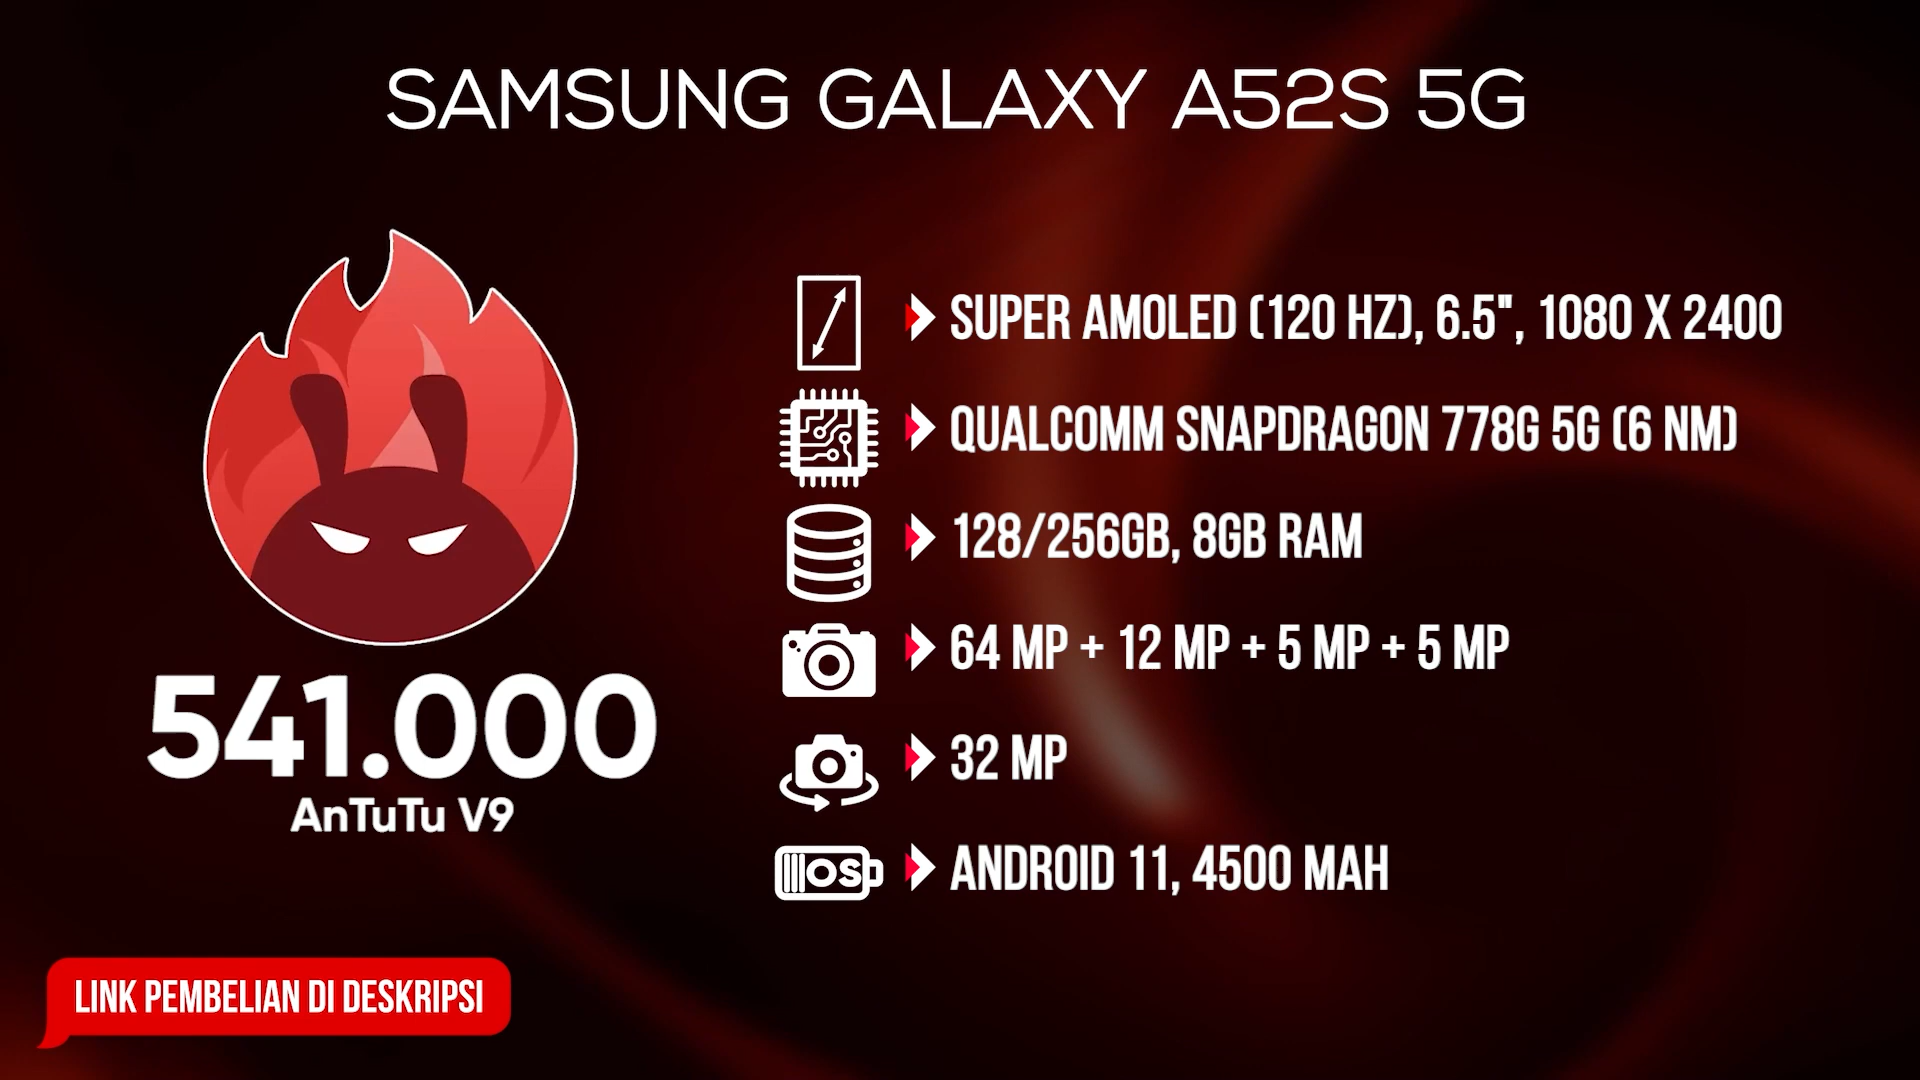 SAMSUNG GALAXY A52S 5G
SUPER AMOLED (120 HZ), 6.5", 1080 X 2400
QUALCOMM SNAPDRAGON 778G 5G (6 NM)
128/256GB, 8GB RAM
64 MP + 12 MP + 5 MP + 5 MP
32 MP
OS
ANDROID 11, 4500 MAH
541.000
AnTuTu V9
LINK PEMBELIAN DI DESKRIPSI